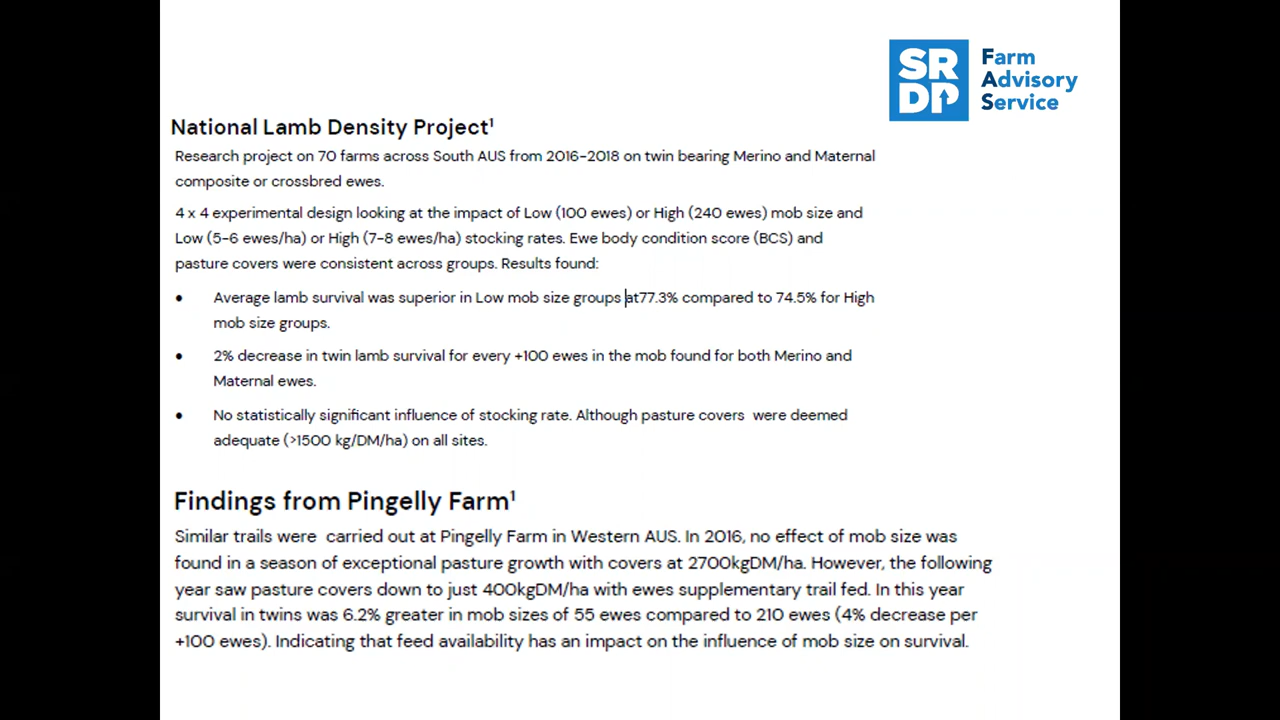 SR
DP
Farm
Advisory
Service
National Lamb Density Project¹
Research project on 70 farms across South AUS from 2016-2018 on twin bearing Merino and Maternal
composite or crossbred ewes.
4 x 4 experimental design looking at the impact of Low (100 ewes) or High (240 ewes) mob size and
Low (5-6 ewes/ha) or High (7-8 ewes/ha) stocking rates. Ewe body condition score (BCS) and
pasture covers were consistent across groups. Results found:
• Average lamb survival was superior in Low mob size groups at77.3% compared to 74.5% for High
mob size groups.
• 2% decrease in twin lamb survival for every +100 ewes in the mob found for both Merino and
Maternal ewes.
• No statistically significant influence of stocking rate. Although pasture covers were deemed
adequate (>1500 kg/DM/ha) on all sites.
Findings from Pingelly Farm¹
Similar trails were carried out at Pingelly Farm in Western AUS. In 2016, no effect of mob size was
found in a season of exceptional pasture growth with covers at 2700kgDM/ha. However, the following
year saw pasture covers down to just 400kgDM/ha with ewes supplementary trail fed. In this year
survival in twins was 6.2% greater in mob sizes of 55 ewes compared to 210 ewes (4% decrease per
+100 ewes). Indicating that feed availability has an impact on the influence of mob size on survival.